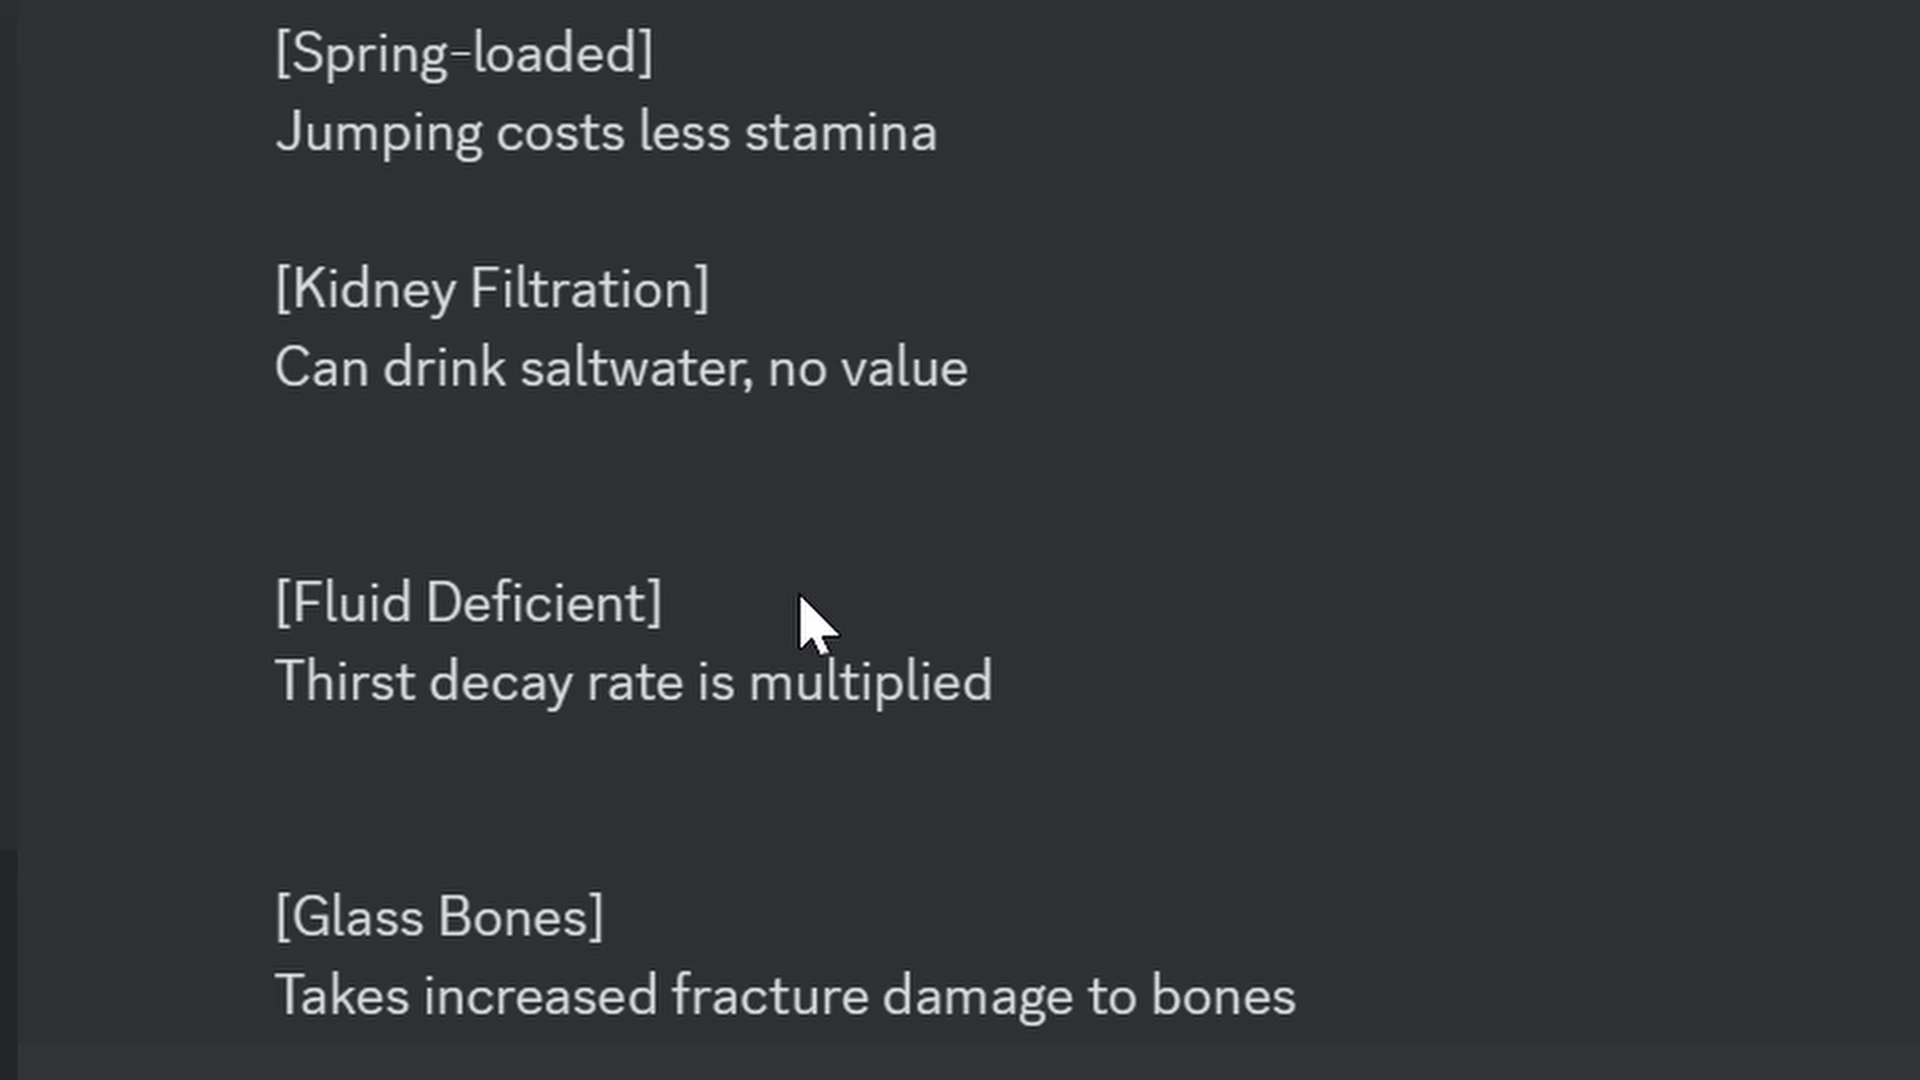 [Spring-loaded]
Jumping costs less stamina
[Kidney Filtration]
Can drink saltwater, no value
[Fluid Deficient]
Thirst decay rate is multiplied
[Glass Bones]
Takes increased fracture damage to bones